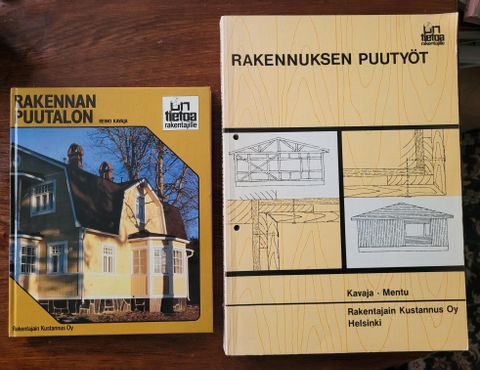 RAKENNAN
PUUTALON
REINO KAVAJA
tietoa
rakentajille
Rakentajain Kustannus Oy
tietoa
rakentajille
RAKENNUKSEN PUUTYÖT
Kavaja - Mentu
Rakentajain Kustannus Oy
Helsinki